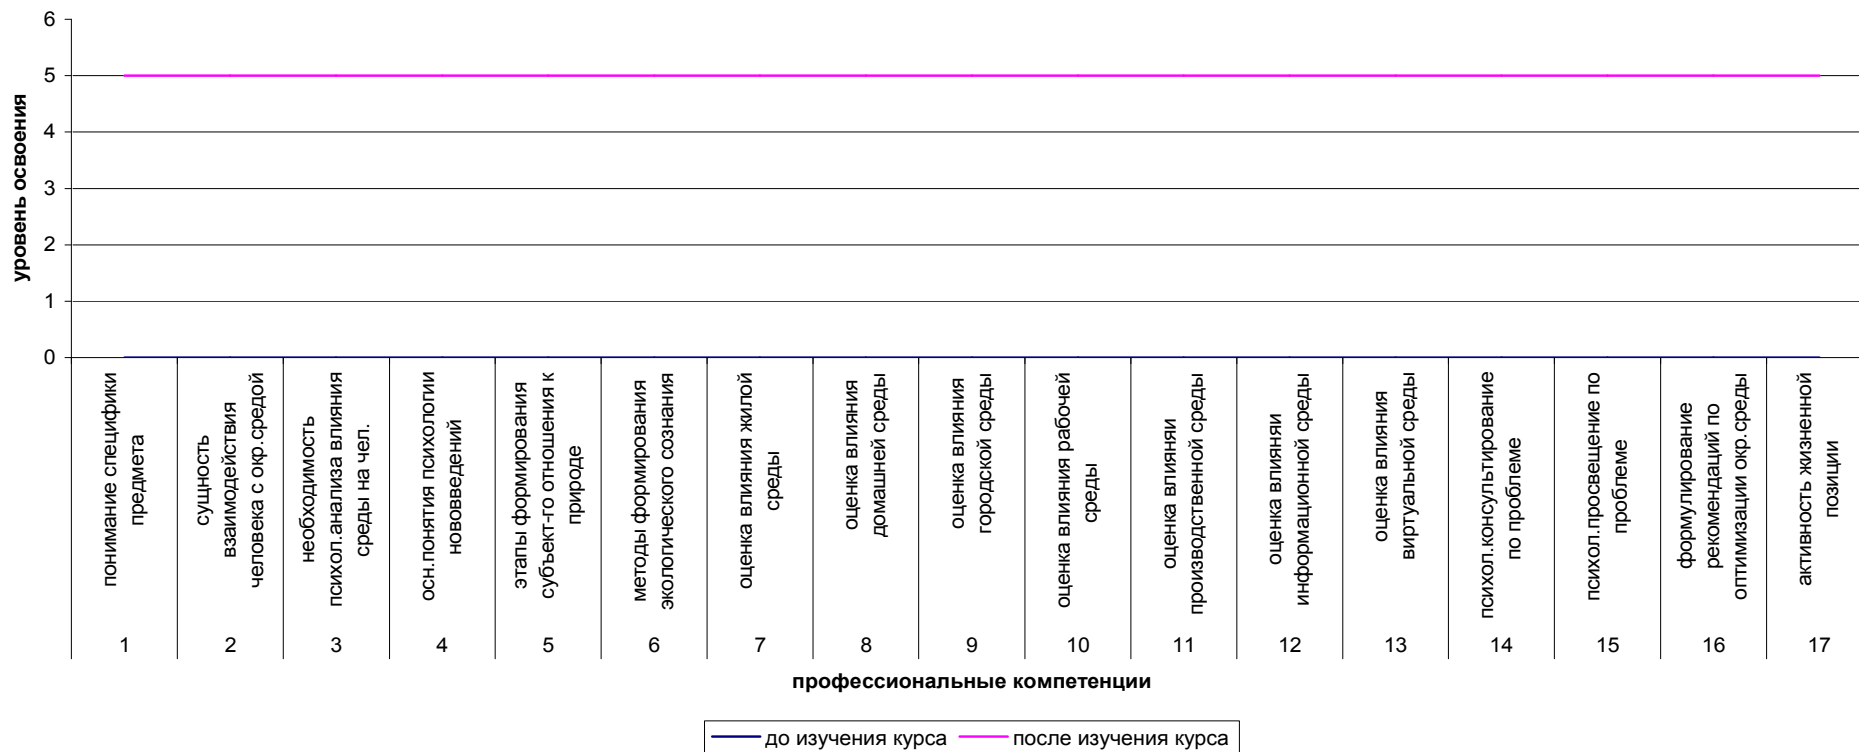 6
5
4
3
2
1
0
уровень освоения
понимание специфики
предмета
сущность
взаимодействия
человека с окр.средой
необходимость
психол.анализа влияния
среды на чел.
осн.понятия психологии
нововведений
этапы формирования
субъект-го отношения к
природе
методы формирования
экологического сознания
оценка влияния жилой
среды
оценка влияния
домашней среды
оценка влияния
городской среды
оценка влияния рабочей
среды
оценка влияняи
производственной среды
оценка влияняи
информационной среды
оценка влияния
виртуальной среды
психол.консультирование
по проблеме
психол.просвещение по
проблеме
формулирование
рекомендаций по
оптимизации окр.среды
активность жизненной
позиции
1 2 3 4 5 6 7 8 9 10 11 12 13 14 15 16 17
профессиональные компетенции
до изучения курса после изучения курса